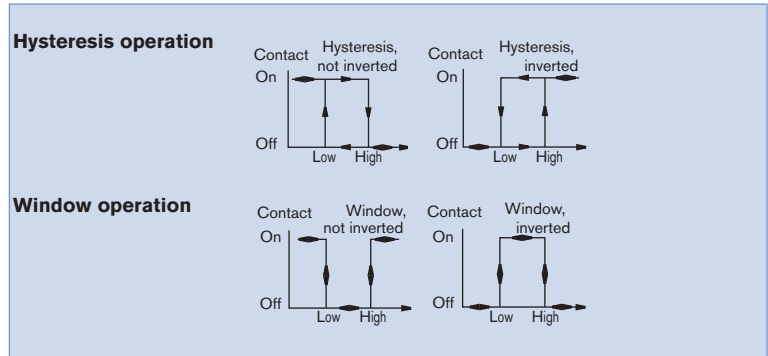 Hysteresis operation
Contact
Hysteresis,
not inverted
On
Off
Low
High
Contact
Hysteresis,
inverted
On
Off
Low
High
Window operation
Contact
Window,
not inverted
On
Off
Low
High
Contact
Window,
inverted
On
Off
Low
High